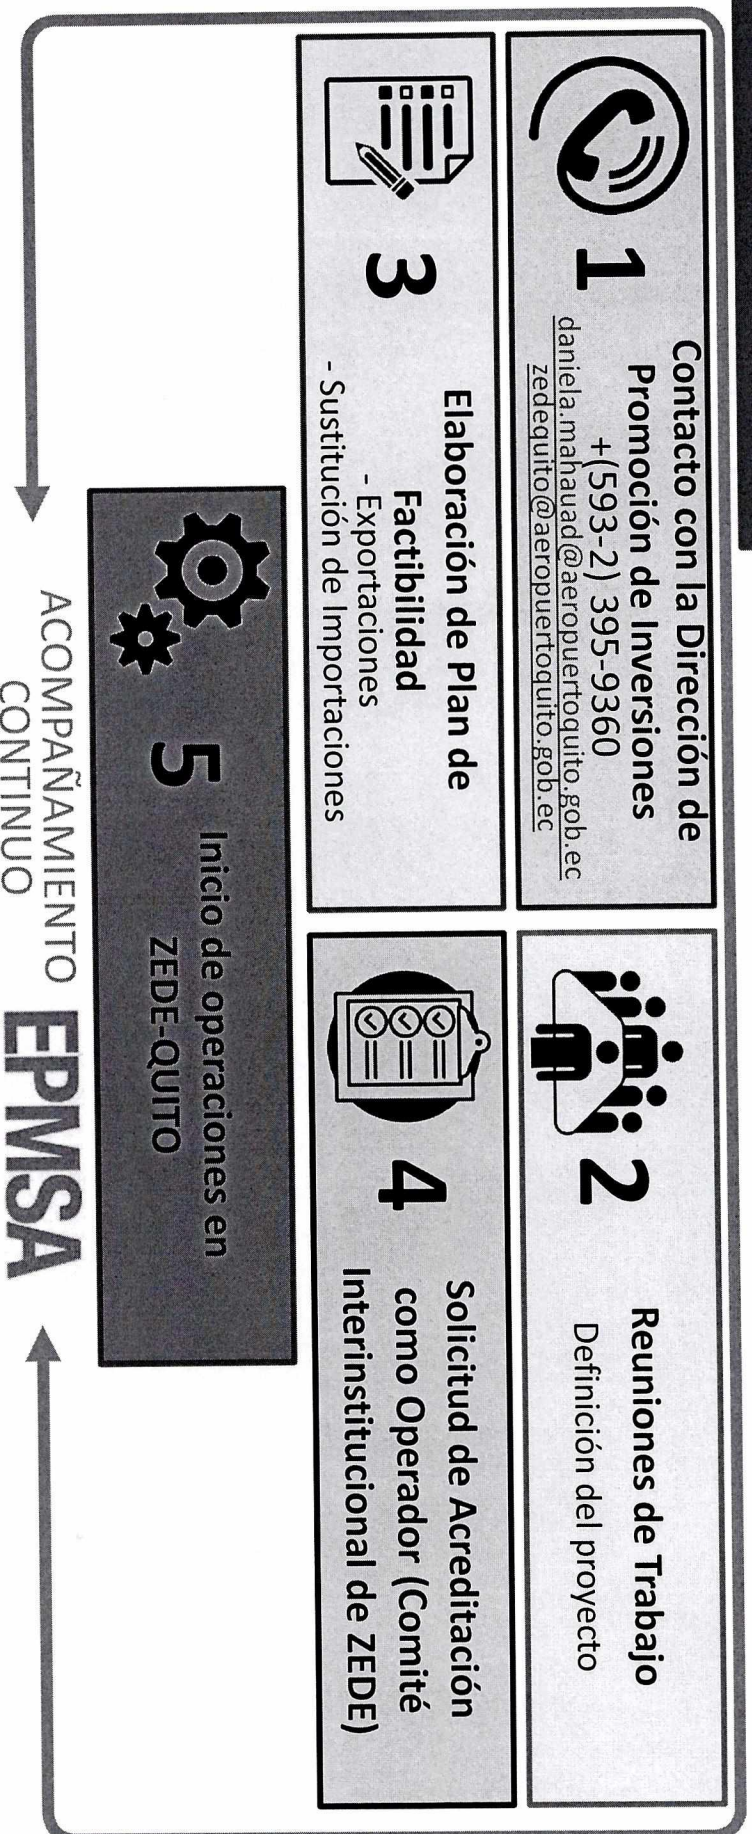 1
Contacto con la Dirección de
Promoción de Inversiones
+(593-2) 395-9360
daniela.mahauad@aeropuertoquito.gob.ec
zedequito@aeropuertoquito.gob.ec
2
Reuniones de Trabajo
Definición del proyecto
3
Elaboración de Plan de
Factibilidad
- Exportaciones
- Sustitución de Importaciones
4
Solicitud de Acreditación
como Operador (Comité
Interinstitucional de ZEDE)
5
Inicio de operaciones en
ZEDE-QUITO
ACOMPAÑAMIENTO
CONTINUO
EPMSA